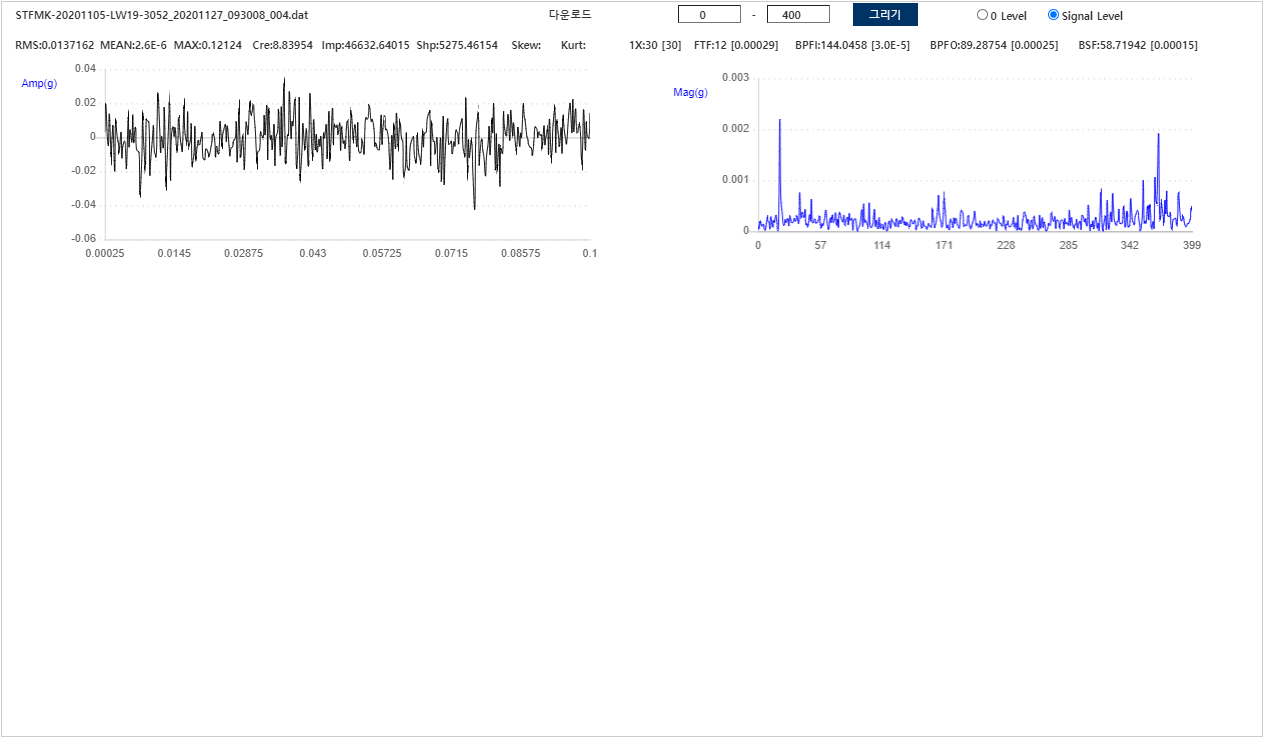 STFMK-20201105-LW19-3052_20201127_093008_004.dat 다운로드 0 - 400 그리기 0 Level Signal Level
RMS:0.0137162 MEAN:2.6E-6 MAX:0.12124 Cre:8.83954 Imp:46632.64015 Shp:5275.46154 Skew: Kurt: 1X:30 [30] FTF:12 [0.00029] BPFI:144.0458 [3.0E-5] BPFO:89.28754 [0.00025] BSF:58.71942 [0.00015]
Amp(g)
0.04
0.02
0
-0.02
-0.04
-0.06
0.00025 0.0145 0.02875 0.043 0.05725 0.0715 0.08575 0.1
Mag(g)
0.003
0.002
0.001
0
0 57 114 171 228 285 342 399